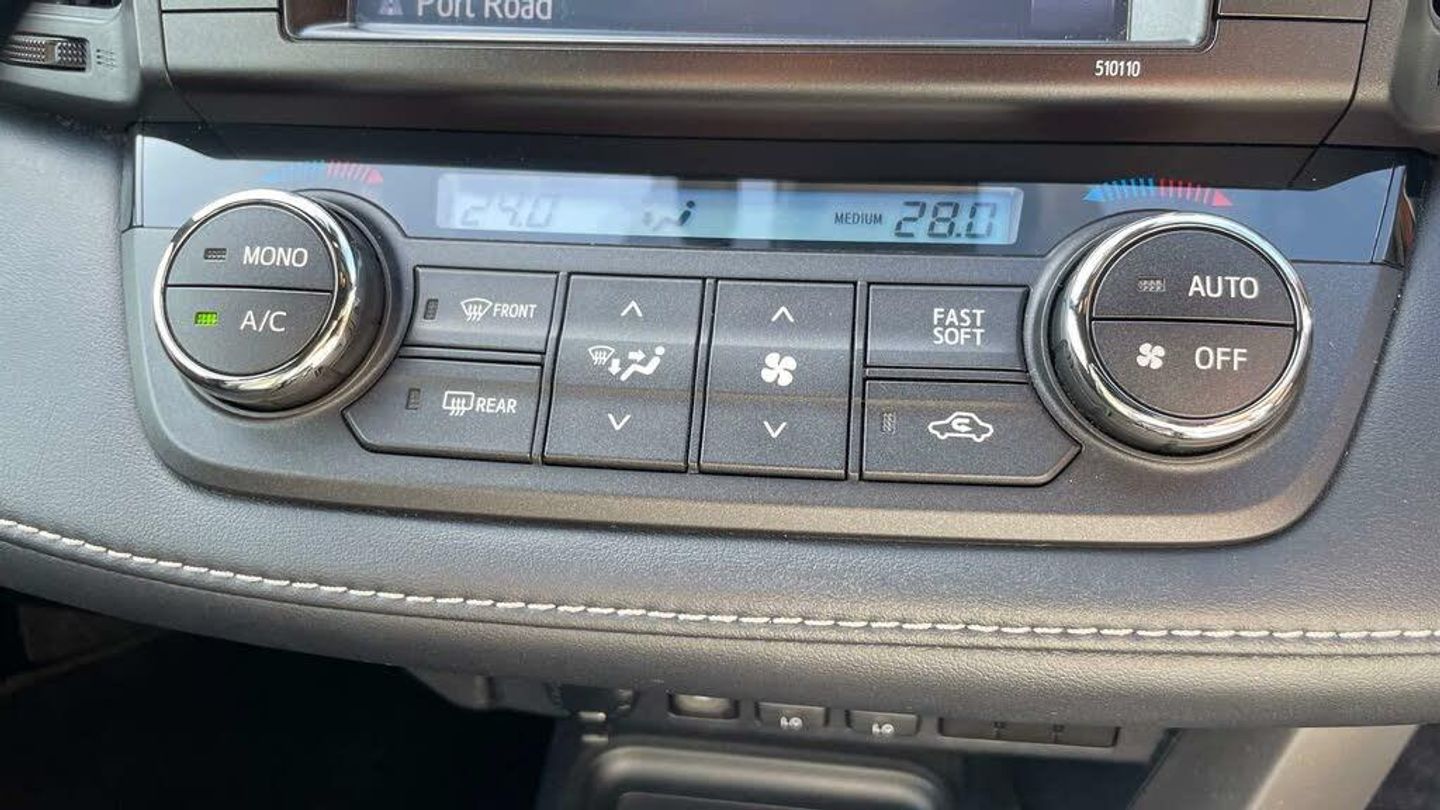 Port Road
510110
24.0
MEDIUM 28.0
MONO
A/C
FRONT
REAR
FAST
SOFT
AUTO
OFF